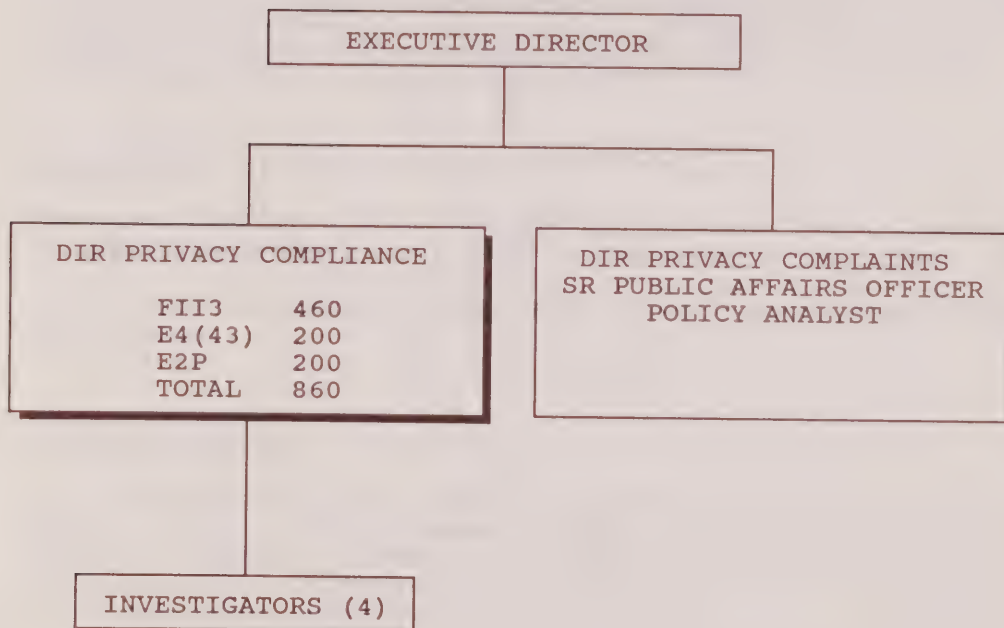 EXECUTIVE DIRECTOR
DIR PRIVACY COMPLIANCE
FII3 460
E4(43) 200
E2P 200
TOTAL 860
DIR PRIVACY COMPLAINTS
SR PUBLIC AFFAIRS OFFICER
POLICY ANALYST
INVESTIGATORS (4)